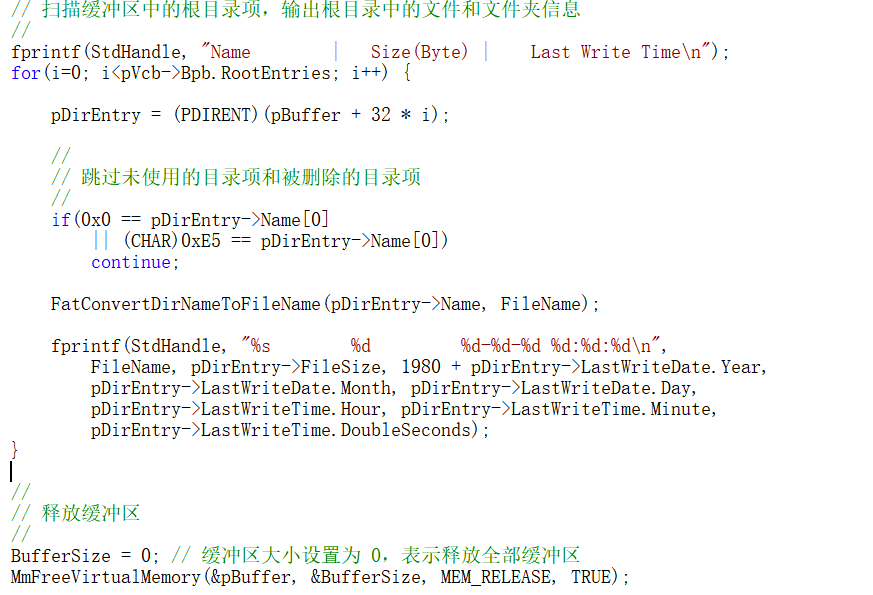 // 扫描缓冲区中的根目录项，输出根目录中的文件和文件夹信息
//
fprintf(StdHandle, "Name        |   Size(Byte) |    Last Write Time\n");
for(i=0; i<pVcb->Bpb.RootEntries; i++) {
    pDirEntry = (PDIRENT)(pBuffer + 32 * i);
    //
    // 跳过未使用的目录项和被删除的目录项
    //
    if(0x0 == pDirEntry->Name[0]
        || (CHAR)0xE5 == pDirEntry->Name[0])
        continue;
    FatConvertDirNameToFileName(pDirEntry->Name, FileName);
    fprintf(StdHandle, "%s        %d         %d-%d-%d %d:%d:%d\n",
        FileName, pDirEntry->FileSize, 1980 + pDirEntry->LastWriteDate.Year,
        pDirEntry->LastWriteDate.Month, pDirEntry->LastWriteDate.Day,
        pDirEntry->LastWriteTime.Hour, pDirEntry->LastWriteTime.Minute,
        pDirEntry->LastWriteTime.DoubleSeconds);
}
//
// 释放缓冲区
//
BufferSize = 0; // 缓冲区大小设置为 0，表示释放全部缓冲区
MmFreeVirtualMemory(&pBuffer, &BufferSize, MEM_RELEASE, TRUE);